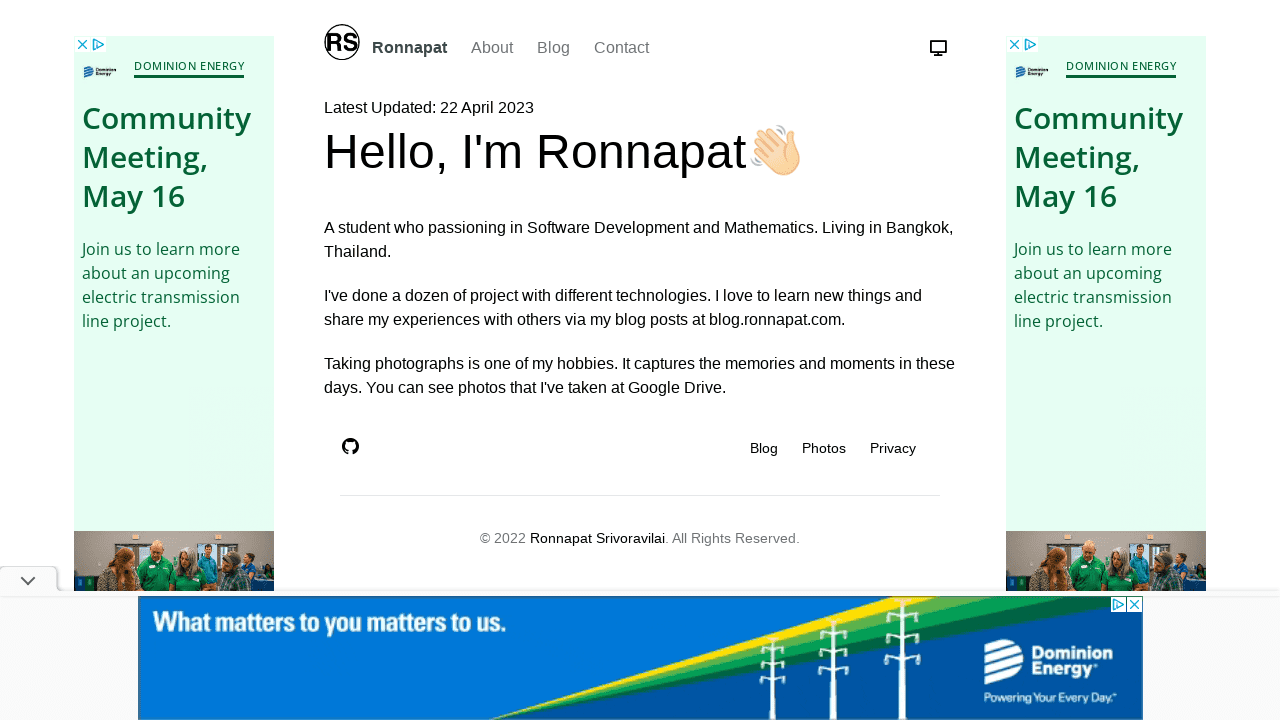 RS
Ronnapat About Blog Contact
DOMINION ENERGY
Community
Meeting,
May 16
Join us to learn more
about an upcoming
electric transmission
line project.
Latest Updated: 22 April 2023
Hello, I'm Ronnapat
A student who passioning in Software Development and Mathematics. Living in Bangkok,
Thailand.
I've done a dozen of project with different technologies. I love to learn new things and
share my experiences with others via my blog posts at blog.ronnapat.com.
Taking photographs is one of my hobbies. It captures the memories and moments in these
days. You can see photos that I've taken at Google Drive.
Blog Photos Privacy
© 2022 Ronnapat Srivoravilai. All Rights Reserved.
Dominion
Energy®
DOMINION ENERGY
Community
Meeting,
May 16
Join us to learn more
about an upcoming
electric transmission
line project.
What matters to you matters to us.
Dominion
Energy®
Powering Your Every Day.℠